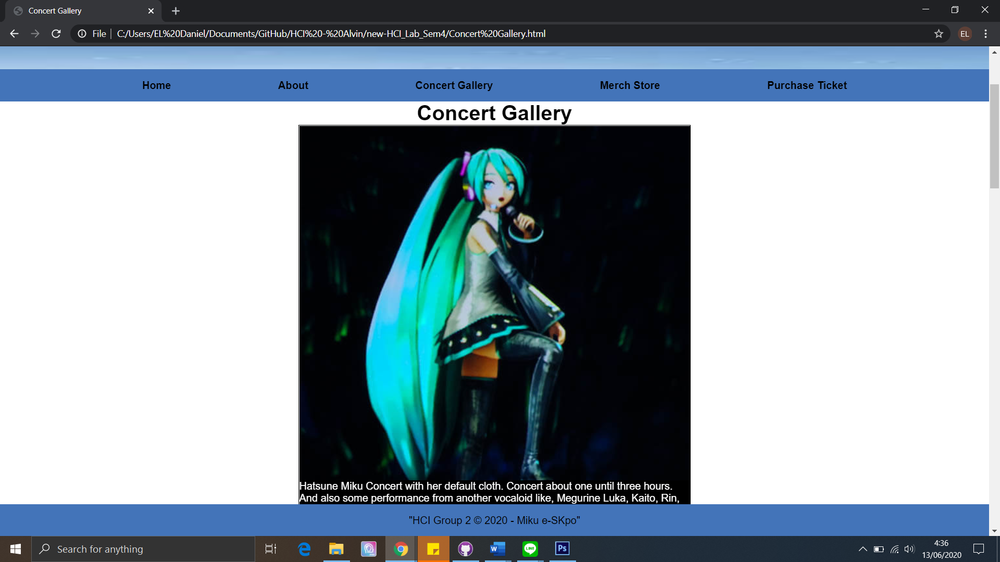 Concert Gallery
File
C:/Users/EL%20Daniel/Documents/GitHub/HCI%20-%20Alvin/new-HCI_Lab_Sem4/Concert%20Gallery.html
EL
Home About Concert Gallery Merch Store Purchase Ticket
Concert Gallery
Hatsune Miku Concert with her default cloth. Concert about one until three hours.
And also some performance from another vocaloid like, Megurine Luka, Kaito, Rin,
"HCI Group 2 © 2020 - Miku e-SKpo"
Search for anything
W
LINE
Ps
4:36
13/06/2020